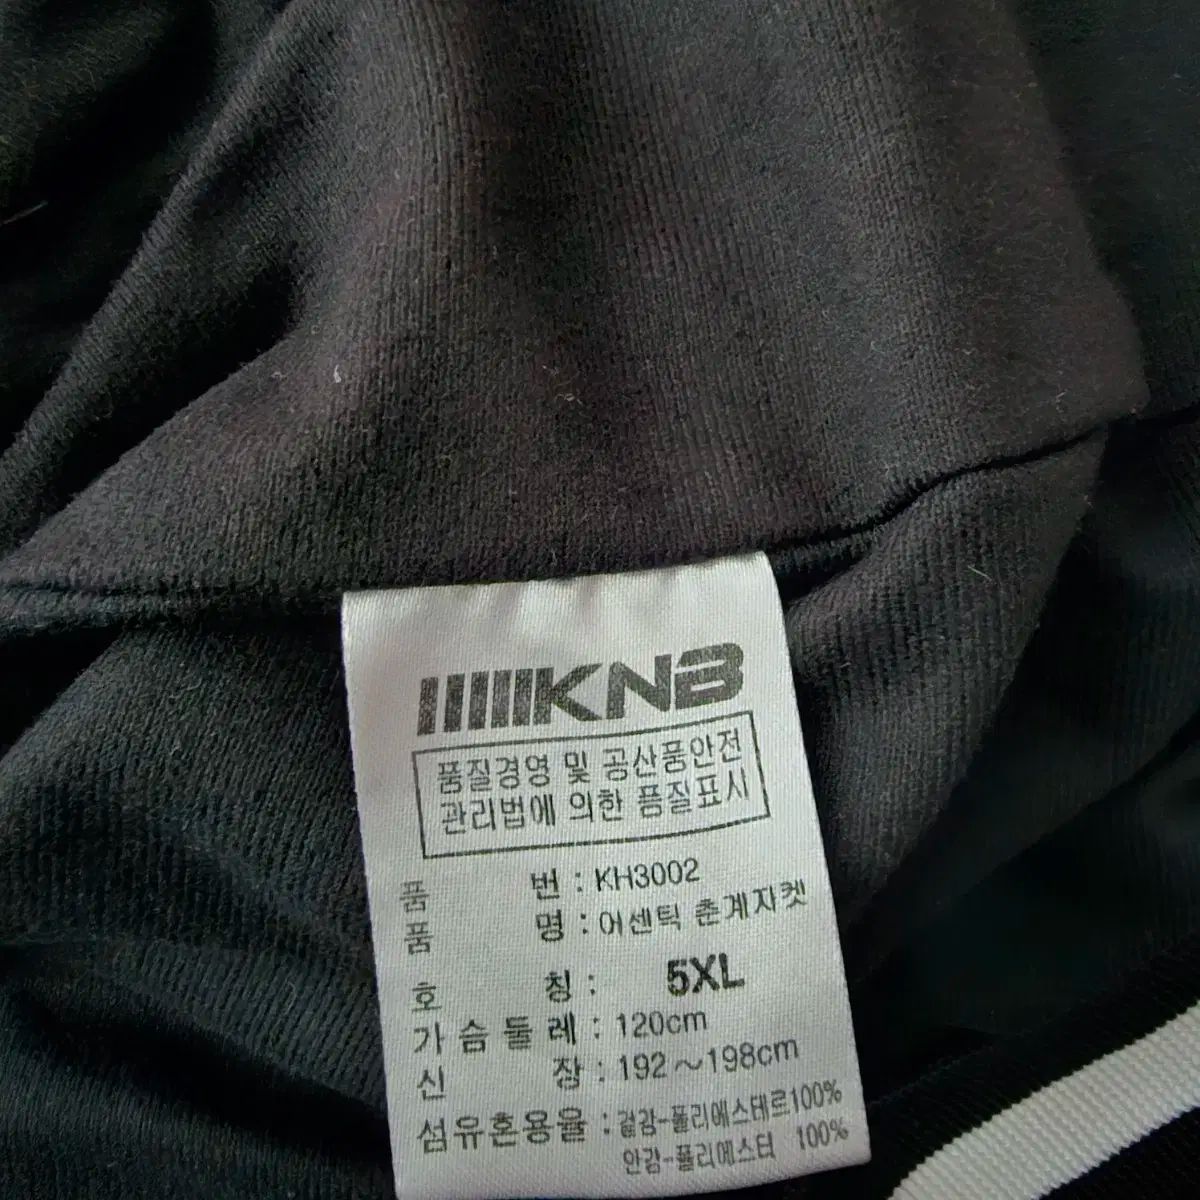 KNB
품질경영 및 공산품안전
관리법에 의한 품질표시
품 번 : KH3002
품 명 : 어센틱 춘계자켓
호 칭 : 5XL
가슴둘레 : 120cm
신 장 : 192~198cm
섬유혼용율 : 겉감-폴리에스테르100%
안감-폴리에스터 100%